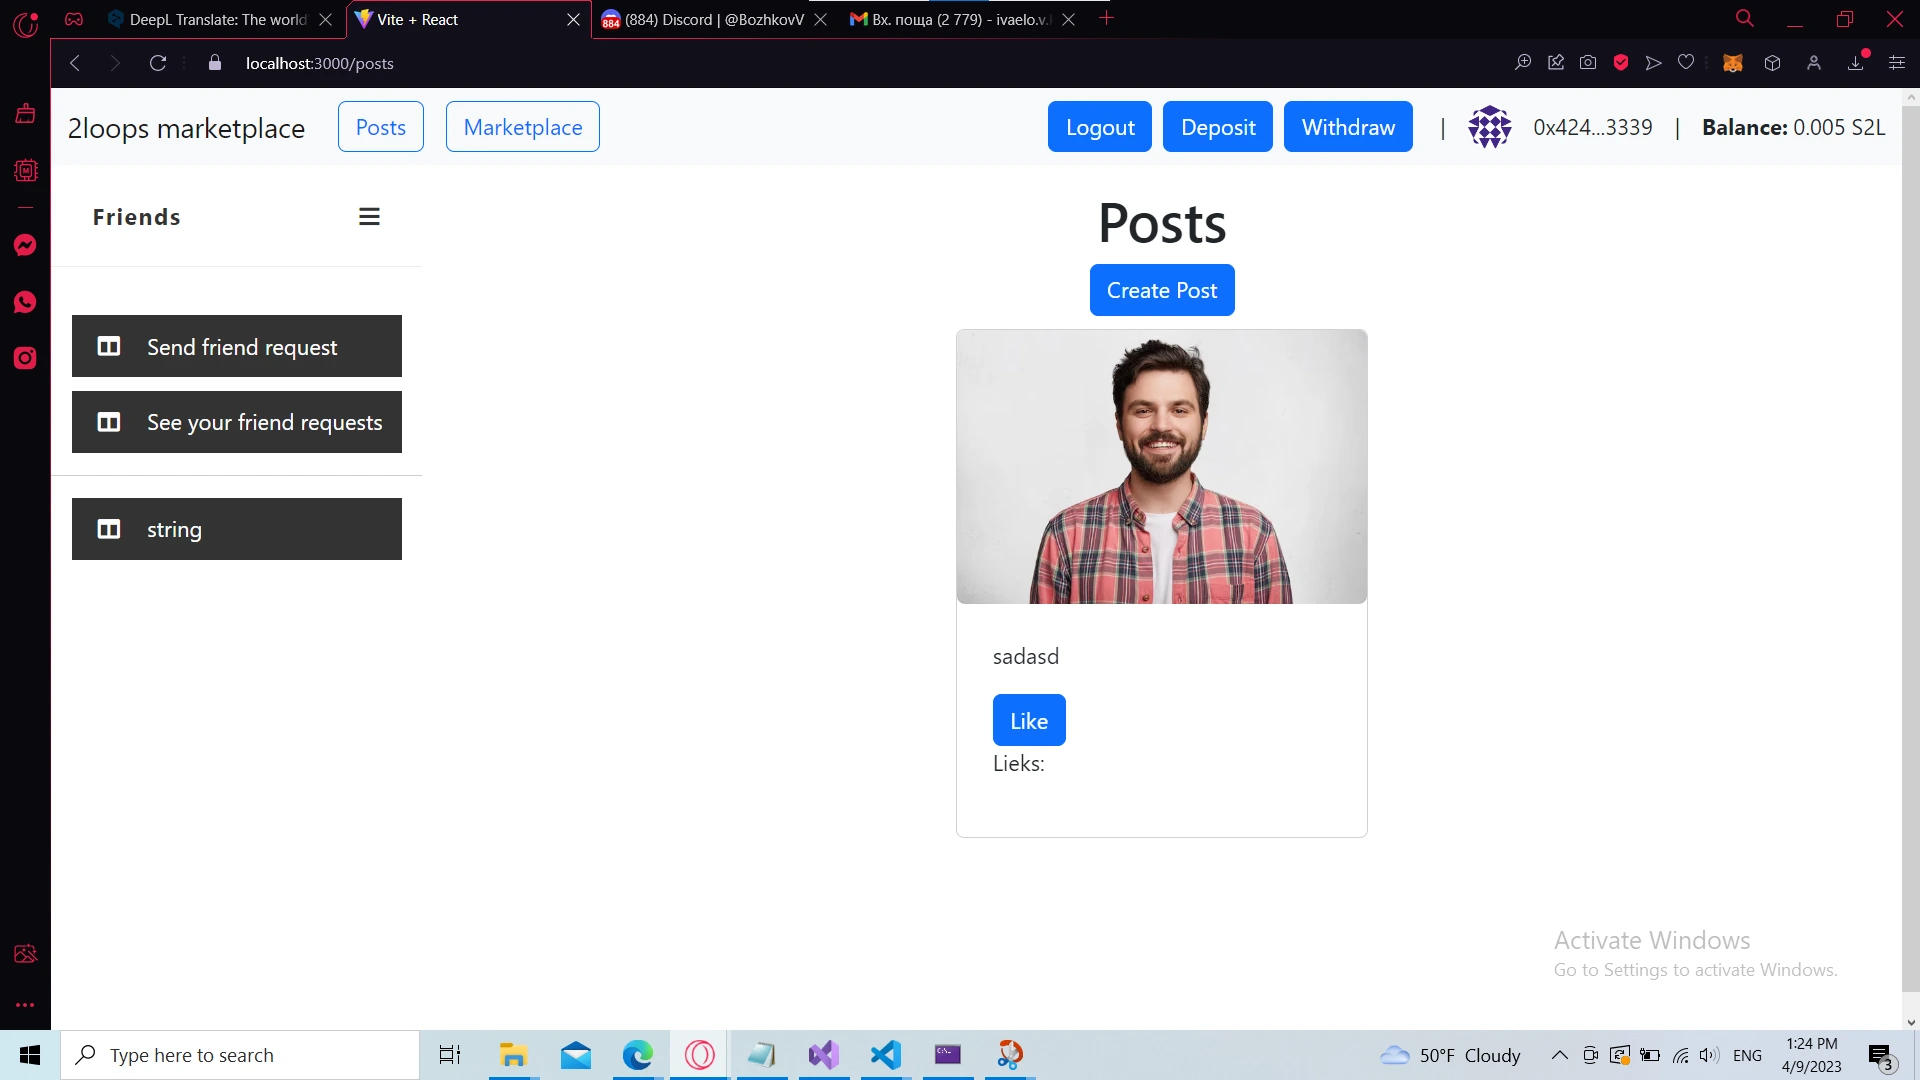 DeepL Translate: The world
Vite + React
884
(884) Discord | @BozhkovV
Вх. поща (2 779) - ivaelo.v.
localhost:3000/posts
2loops marketplace
Posts
Marketplace
Logout
Deposit
Withdraw
|
0x424...3339
|
Balance: 0.005 S2L
Friends
Send friend request
See your friend requests
string
Posts
Create Post
sadasd
Like
Lieks:
Activate Windows
Go to Settings to activate Windows.
Type here to search
50°F Cloudy
ENG
1:24 PM
4/9/2023
3